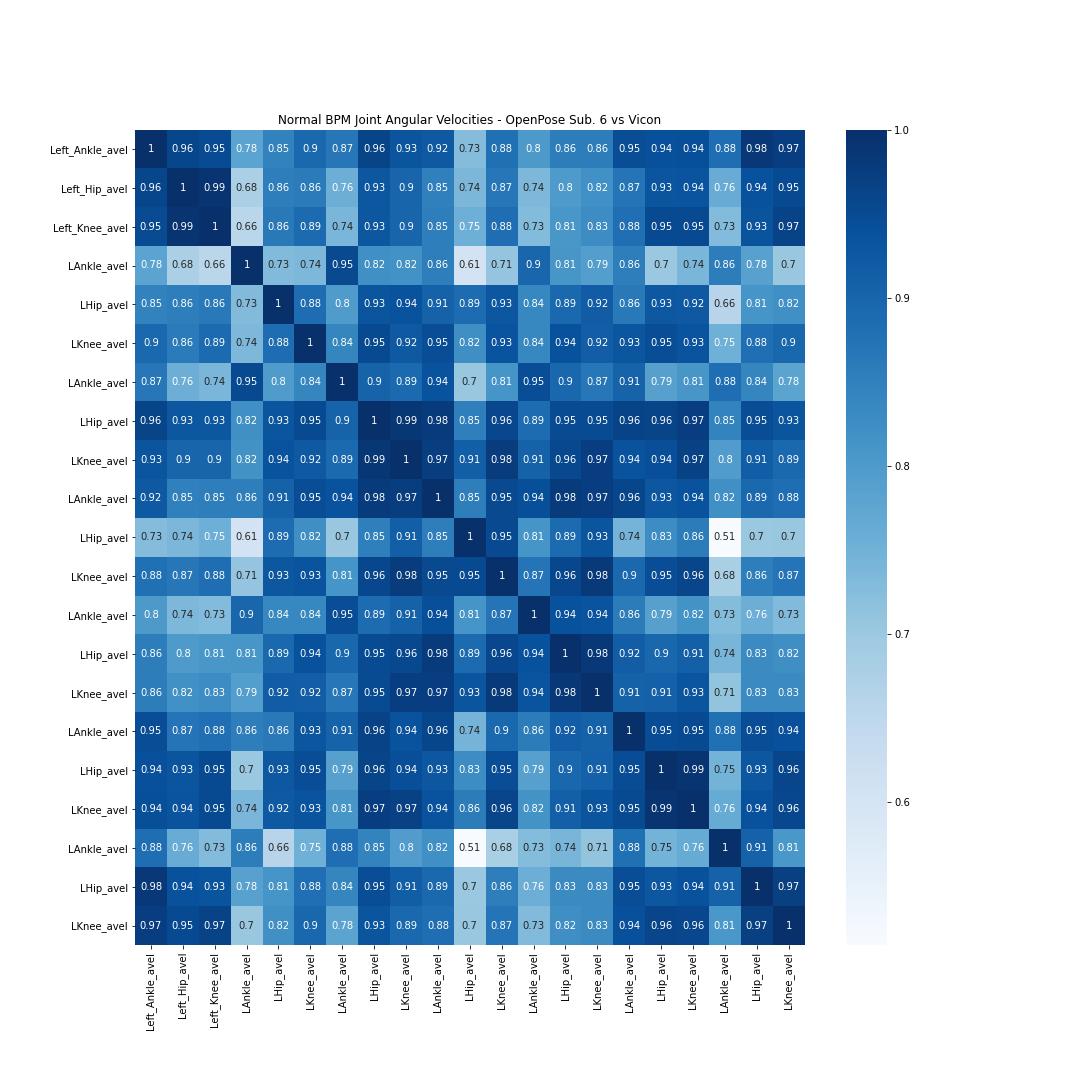 Normal BPM Joint Angular Velocities - OpenPose Sub. 6 vs Vicon
Left_Ankle_avel 1 0.96 0.95 0.78 0.85 0.9 0.87 0.96 0.93 0.92 0.73 0.88 0.8 0.86 0.86 0.95 0.94 0.94 0.88 0.98 0.97
Left_Hip_avel 0.96 1 0.99 0.68 0.86 0.86 0.76 0.93 0.9 0.85 0.74 0.87 0.74 0.8 0.82 0.87 0.93 0.94 0.76 0.94 0.95
Left_Knee_avel 0.95 0.99 1 0.66 0.86 0.89 0.74 0.93 0.9 0.85 0.75 0.88 0.73 0.81 0.83 0.88 0.95 0.95 0.73 0.93 0.97
LAnkle_avel 0.78 0.68 0.66 1 0.73 0.74 0.95 0.82 0.82 0.86 0.61 0.71 0.9 0.81 0.79 0.86 0.7 0.74 0.86 0.78 0.7
LHip_avel 0.85 0.86 0.86 0.73 1 0.88 0.8 0.93 0.94 0.91 0.89 0.93 0.84 0.89 0.92 0.86 0.93 0.92 0.66 0.81 0.82
LKnee_avel 0.9 0.86 0.89 0.74 0.88 1 0.84 0.95 0.92 0.95 0.82 0.93 0.84 0.94 0.92 0.93 0.95 0.93 0.75 0.88 0.9
LAnkle_avel 0.87 0.76 0.74 0.95 0.8 0.84 1 0.9 0.89 0.94 0.7 0.81 0.95 0.9 0.87 0.91 0.79 0.81 0.88 0.84 0.78
LHip_avel 0.96 0.93 0.93 0.82 0.93 0.95 0.9 1 0.99 0.98 0.85 0.96 0.89 0.95 0.95 0.96 0.96 0.97 0.85 0.95 0.93
LKnee_avel 0.93 0.9 0.9 0.82 0.94 0.92 0.89 0.99 1 0.97 0.91 0.98 0.91 0.96 0.97 0.94 0.94 0.97 0.8 0.91 0.89
LAnkle_avel 0.92 0.85 0.85 0.86 0.91 0.95 0.94 0.98 0.97 1 0.85 0.95 0.94 0.98 0.97 0.96 0.93 0.94 0.82 0.89 0.88
LHip_avel 0.73 0.74 0.75 0.61 0.89 0.82 0.7 0.85 0.91 0.85 1 0.95 0.81 0.89 0.93 0.74 0.83 0.86 0.51 0.7 0.7
LKnee_avel 0.88 0.87 0.88 0.71 0.93 0.93 0.81 0.96 0.98 0.95 0.95 1 0.87 0.96 0.98 0.9 0.95 0.96 0.68 0.86 0.87
LAnkle_avel 0.8 0.74 0.73 0.9 0.84 0.84 0.95 0.89 0.91 0.94 0.81 0.87 1 0.94 0.94 0.86 0.79 0.82 0.73 0.76 0.73
LHip_avel 0.86 0.8 0.81 0.81 0.89 0.94 0.9 0.95 0.96 0.98 0.89 0.96 0.94 1 0.98 0.92 0.9 0.91 0.74 0.83 0.82
LKnee_avel 0.86 0.82 0.83 0.79 0.92 0.92 0.87 0.95 0.97 0.97 0.93 0.98 0.94 0.98 1 0.91 0.91 0.93 0.71 0.83 0.83
LAnkle_avel 0.95 0.87 0.88 0.86 0.86 0.93 0.91 0.96 0.94 0.96 0.74 0.9 0.86 0.92 0.91 1 0.95 0.95 0.88 0.95 0.94
LHip_avel 0.94 0.93 0.95 0.7 0.93 0.95 0.79 0.96 0.94 0.93 0.83 0.95 0.79 0.9 0.91 0.95 1 0.99 0.75 0.93 0.96
LKnee_avel 0.94 0.94 0.95 0.74 0.92 0.93 0.81 0.97 0.97 0.94 0.86 0.96 0.82 0.91 0.93 0.95 0.99 1 0.76 0.94 0.96
LAnkle_avel 0.88 0.76 0.73 0.86 0.66 0.75 0.88 0.85 0.8 0.82 0.51 0.68 0.73 0.74 0.71 0.88 0.75 0.76 1 0.91 0.81
LHip_avel 0.98 0.94 0.93 0.78 0.81 0.88 0.84 0.95 0.91 0.89 0.7 0.86 0.76 0.83 0.83 0.95 0.93 0.94 0.91 1 0.97
LKnee_avel 0.97 0.95 0.97 0.7 0.82 0.9 0.78 0.93 0.89 0.88 0.7 0.87 0.73 0.82 0.83 0.94 0.96 0.96 0.81 0.97 1
Left_Ankle_avel Left_Hip_avel Left_Knee_avel LAnkle_avel LHip_avel LKnee_avel LAnkle_avel LHip_avel LKnee_avel LAnkle_avel LHip_avel LKnee_avel LAnkle_avel LHip_avel LKnee_avel LAnkle_avel LHip_avel LKnee_avel LAnkle_avel LHip_avel LKnee_avel
1.0
0.9
0.8
0.7
0.6